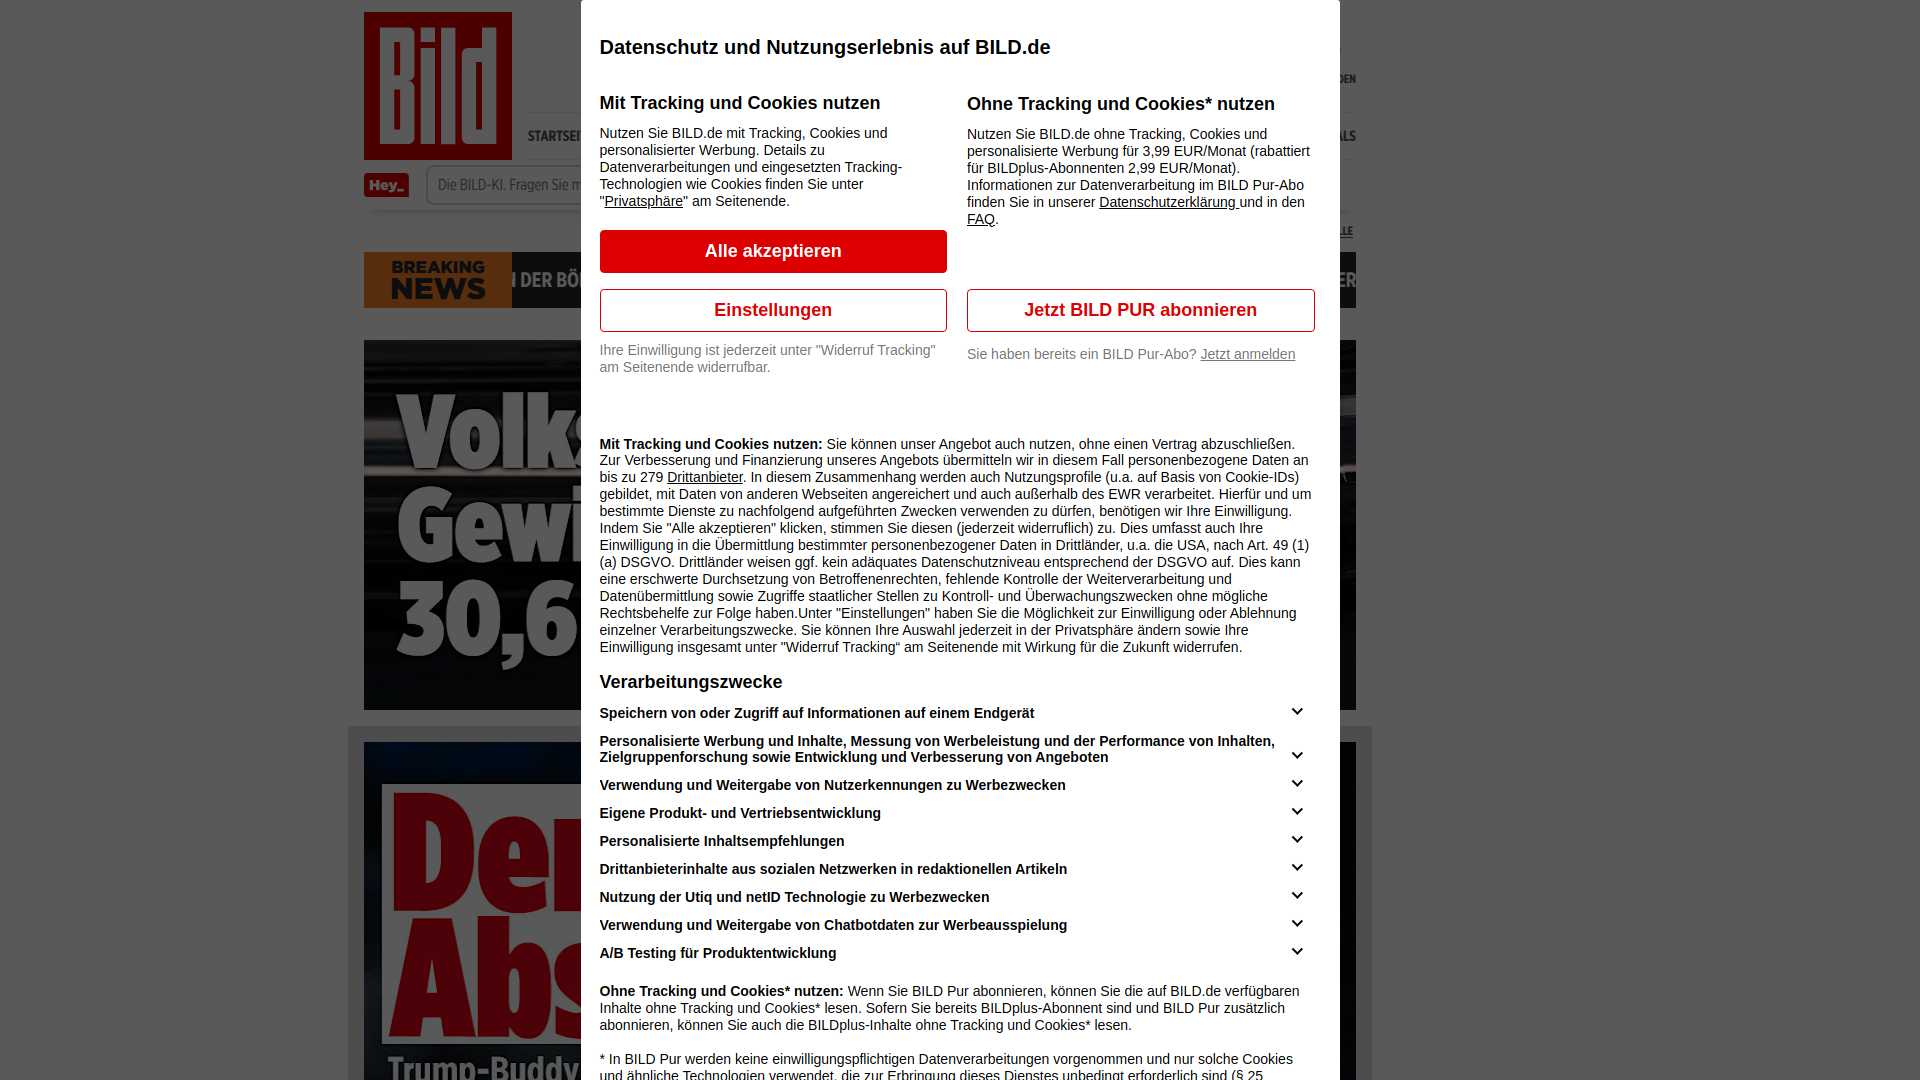 Bild
STARTSEI
Hey_
Die BILD-KI. Fragen Sie m
BREAKING
NEWS
DER BÖ
Volks
Gewi
30,6
Der
Abs
Trump-Buddy
Datenschutz und Nutzungserlebnis auf BILD.de
Mit Tracking und Cookies nutzen
Nutzen Sie BILD.de mit Tracking, Cookies und
personalisierter Werbung. Details zu
Datenverarbeitungen und eingesetzten Tracking-
Technologien wie Cookies finden Sie unter
"Privatsphäre" am Seitenende.
Alle akzeptieren
Einstellungen
Ihre Einwilligung ist jederzeit unter "Widerruf Tracking"
am Seitenende widerrufbar.
Ohne Tracking und Cookies* nutzen
Nutzen Sie BILD.de ohne Tracking, Cookies und
personalisierte Werbung für 3,99 EUR/Monat (rabattiert
für BILDplus-Abonnenten 2,99 EUR/Monat).
Informationen zur Datenverarbeitung im BILD Pur-Abo
finden Sie in unserer Datenschutzerklärung und in den
FAQ.
Jetzt BILD PUR abonnieren
Sie haben bereits ein BILD Pur-Abo? Jetzt anmelden
Mit Tracking und Cookies nutzen: Sie können unser Angebot auch nutzen, ohne einen Vertrag abzuschließen.
Zur Verbesserung und Finanzierung unseres Angebots übermitteln wir in diesem Fall personenbezogene Daten an
bis zu 279 Drittanbieter. In diesem Zusammenhang werden auch Nutzungsprofile (u.a. auf Basis von Cookie-IDs)
gebildet, mit Daten von anderen Webseiten angereichert und auch außerhalb des EWR verarbeitet. Hierfür und um
bestimmte Dienste zu nachfolgend aufgeführten Zwecken verwenden zu dürfen, benötigen wir Ihre Einwilligung.
Indem Sie "Alle akzeptieren" klicken, stimmen Sie diesen (jederzeit widerruflich) zu. Dies umfasst auch Ihre
Einwilligung in die Übermittlung bestimmter personenbezogener Daten in Drittländer, u.a. die USA, nach Art. 49 (1)
(a) DSGVO. Drittländer weisen ggf. kein adäquates Datenschutzniveau entsprechend der DSGVO auf. Dies kann
eine erschwerte Durchsetzung von Betroffenenrechten, fehlende Kontrolle der Weiterverarbeitung und
Datenübermittlung sowie Zugriffe staatlicher Stellen zu Kontroll- und Überwachungszwecken ohne mögliche
Rechtsbehelfe zur Folge haben.Unter "Einstellungen" haben Sie die Möglichkeit zur Einwilligung oder Ablehnung
einzelner Verarbeitungszwecke. Sie können Ihre Auswahl jederzeit in der Privatsphäre ändern sowie Ihre
Einwilligung insgesamt unter "Widerruf Tracking“ am Seitenende mit Wirkung für die Zukunft widerrufen.
Verarbeitungszwecke
Speichern von oder Zugriff auf Informationen auf einem Endgerät
Personalisierte Werbung und Inhalte, Messung von Werbeleistung und der Performance von Inhalten,
Zielgruppenforschung sowie Entwicklung und Verbesserung von Angeboten
Verwendung und Weitergabe von Nutzerkennungen zu Werbezwecken
Eigene Produkt- und Vertriebsentwicklung
Personalisierte Inhaltsempfehlungen
Drittanbieterinhalte aus sozialen Netzwerken in redaktionellen Artikeln
Nutzung der Utiq und netID Technologie zu Werbezwecken
Verwendung und Weitergabe von Chatbotdaten zur Werbeausspielung
A/B Testing für Produktentwicklung
Ohne Tracking und Cookies* nutzen: Wenn Sie BILD Pur abonnieren, können Sie die auf BILD.de verfügbaren
Inhalte ohne Tracking und Cookies* lesen. Sofern Sie bereits BILDplus-Abonnent sind und BILD Pur zusätzlich
abonnieren, können Sie auch die BILDplus-Inhalte ohne Tracking und Cookies* lesen.
* In BILD Pur werden keine einwilligungspflichtigen Datenverarbeitungen vorgenommen und nur solche Cookies
und ähnliche Technologien verwendet, die zur Erbringung dieses Dienstes unbedingt erforderlich sind (§ 25
DEN
ALS
LLE
ER